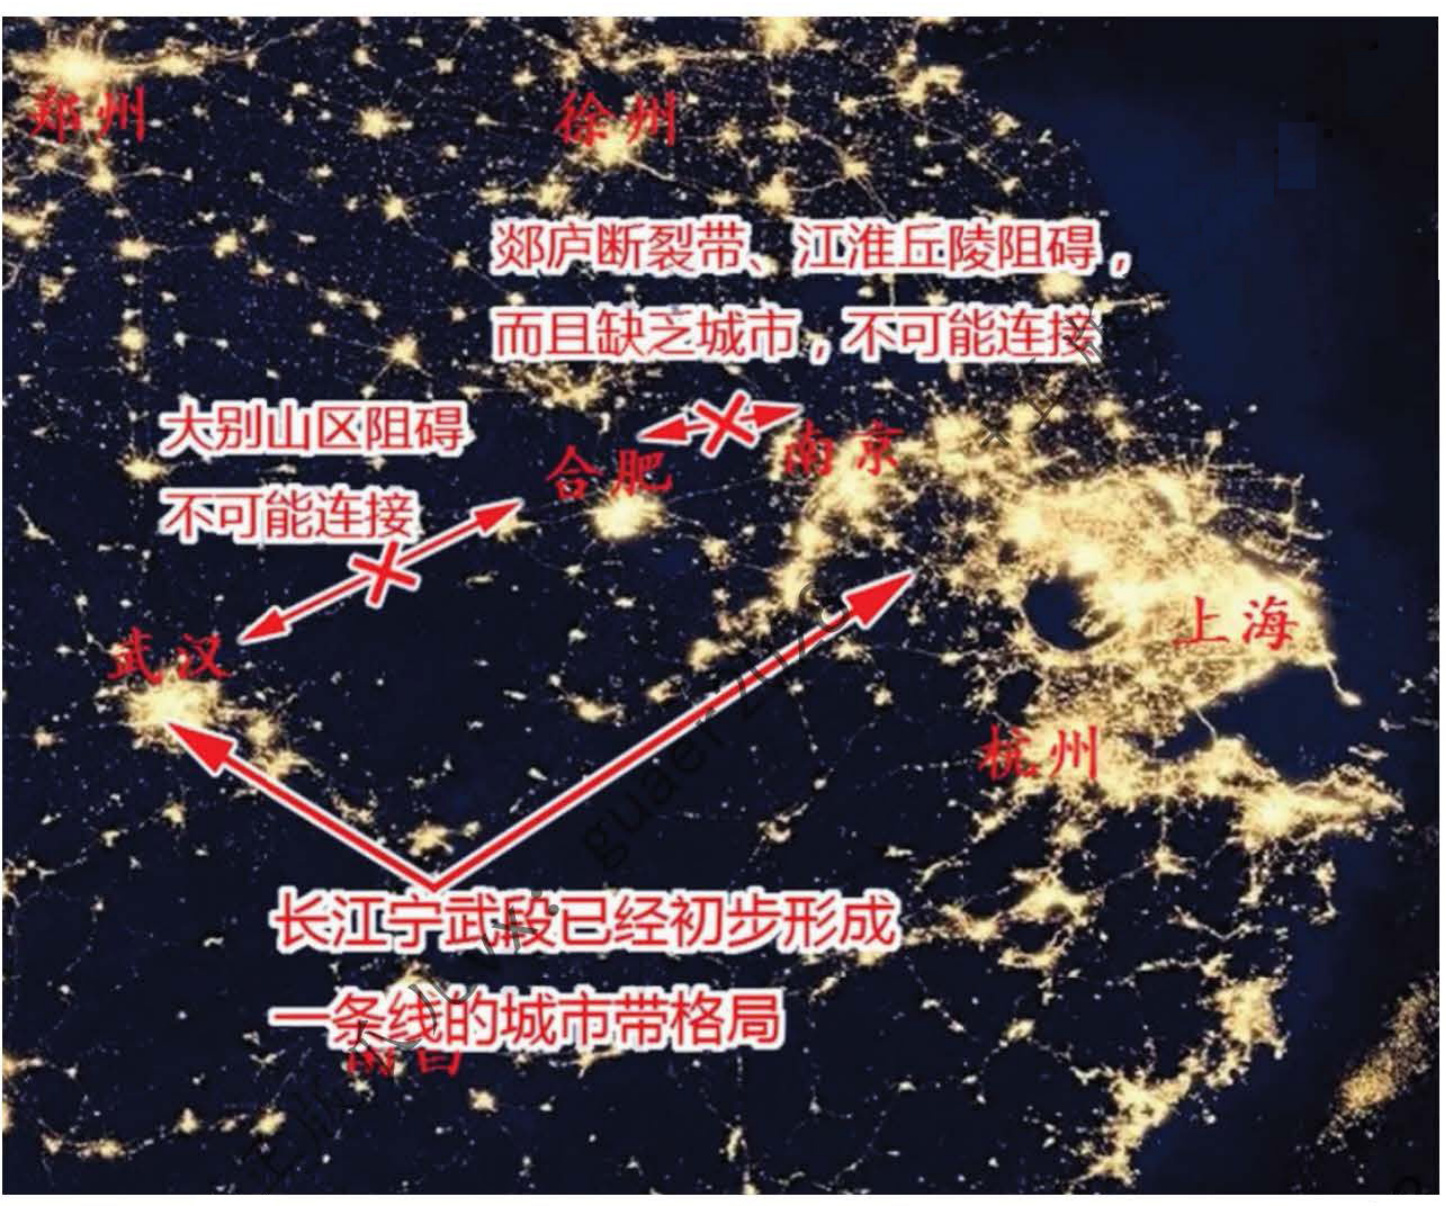 郑州
徐州
郯庐断裂带、江淮丘陵阻碍，
而且缺乏城市，不可能连接
大别山区阻碍
不可能连接
合肥
南京
武汉
上海
杭州
长江宁武段已经初步形成
一条线的城市带格局
南昌